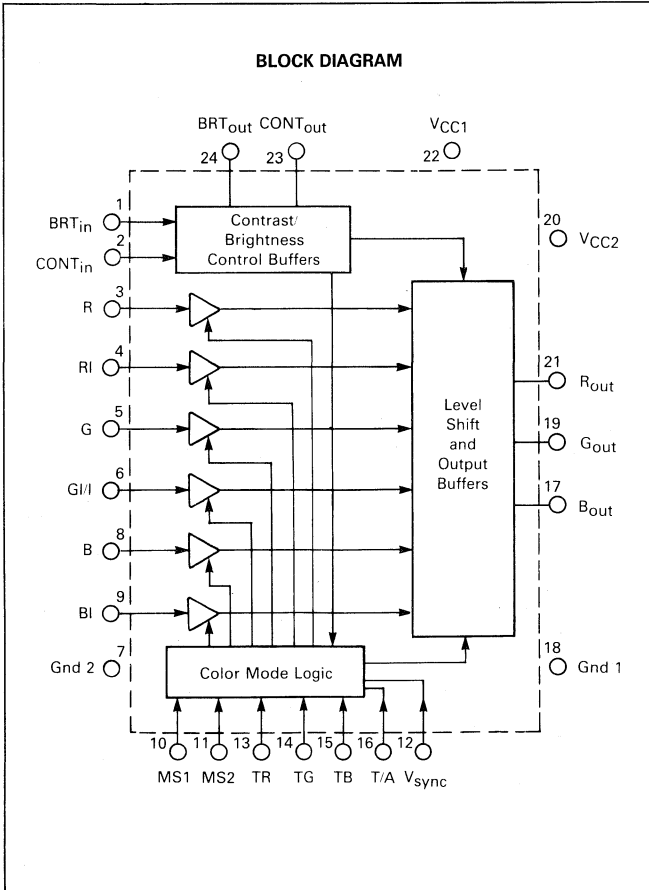 BLOCK DIAGRAM
BRTout CONTout VCC1
24 23 22
1
BRTin
2
CONTin
Contrast/
Brightness
Control Buffers
20
VCC2
3
R
4
RI
5
G
6
GI/I
8
B
9
BI
7
Gnd 2
Level
Shift
and
Output
Buffers
21
Rout
19
Gout
17
Bout
18
Gnd 1
Color Mode Logic
10 11 13 14 15 16 12
MS1 MS2 TR TG TB T/A Vsync